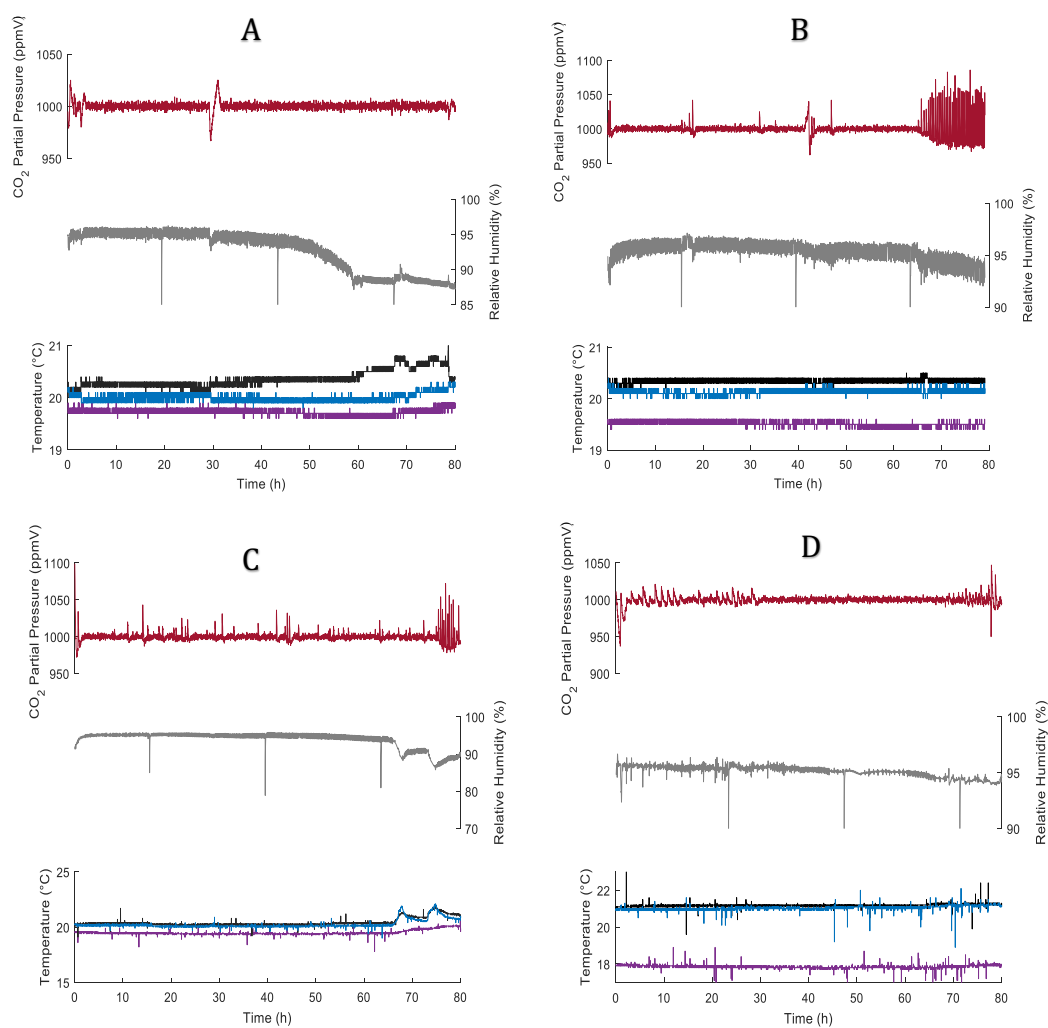 A
CO2 Partial Pressure (ppmV)
1050
1000
950
100
95
90
85
Relative Humidity (%)
Temperature (°C)
21
20
19
0 10 20 30 40 50 60 70 80
Time (h)
B
CO2 Partial Pressure (ppmV)
1100
1050
1000
950
100
95
90
Relative Humidity (%)
Temperature (°C)
21
20
19
0 10 20 30 40 50 60 70 80
Time (h)
C
CO2 Partial Pressure (ppmV)
1100
1050
1000
950
100
90
80
70
Relative Humidity (%)
Temperature (°C)
25
20
15
0 10 20 30 40 50 60 70 80
Time (h)
D
CO2 Partial Pressure (ppmV)
1050
1000
950
900
100
95
90
Relative Humidity (%)
Temperature (°C)
22
20
18
0 10 20 30 40 50 60 70 80
Time (h)